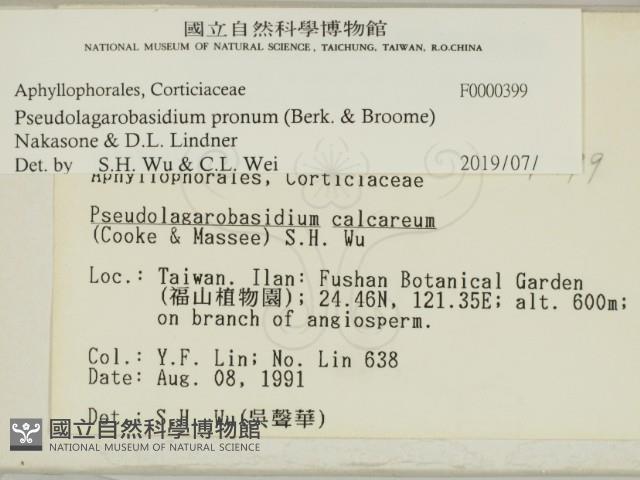 國立自然科學博物館
NATIONAL MUSEUM OF NATURAL SCIENCE, TAICHUNG, TAIWAN, R.O.CHINA
Aphyllophorales, Corticiaceae F0000399
Pseudolagarobasidium pronum (Berk. & Broome)
Nakasone & D.L. Lindner
Det. by S.H. Wu & C.L. Wei 2019/07/
Aphyllophorales, Corticiaceae
Pseudolagarobasidium calcareum
(Cooke & Massee) S.H. Wu
Loc.: Taiwan. Ilan: Fushan Botanical Garden
(福山植物園); 24.46N, 121.35E; alt. 600m;
on branch of angiosperm.
Col.: Y.F. Lin; No. Lin 638
Date: Aug. 08, 1991
Det.: S.H. Wu(吳聲華)
國立自然科學博物館
NATIONAL MUSEUM OF NATURAL SCIENCE